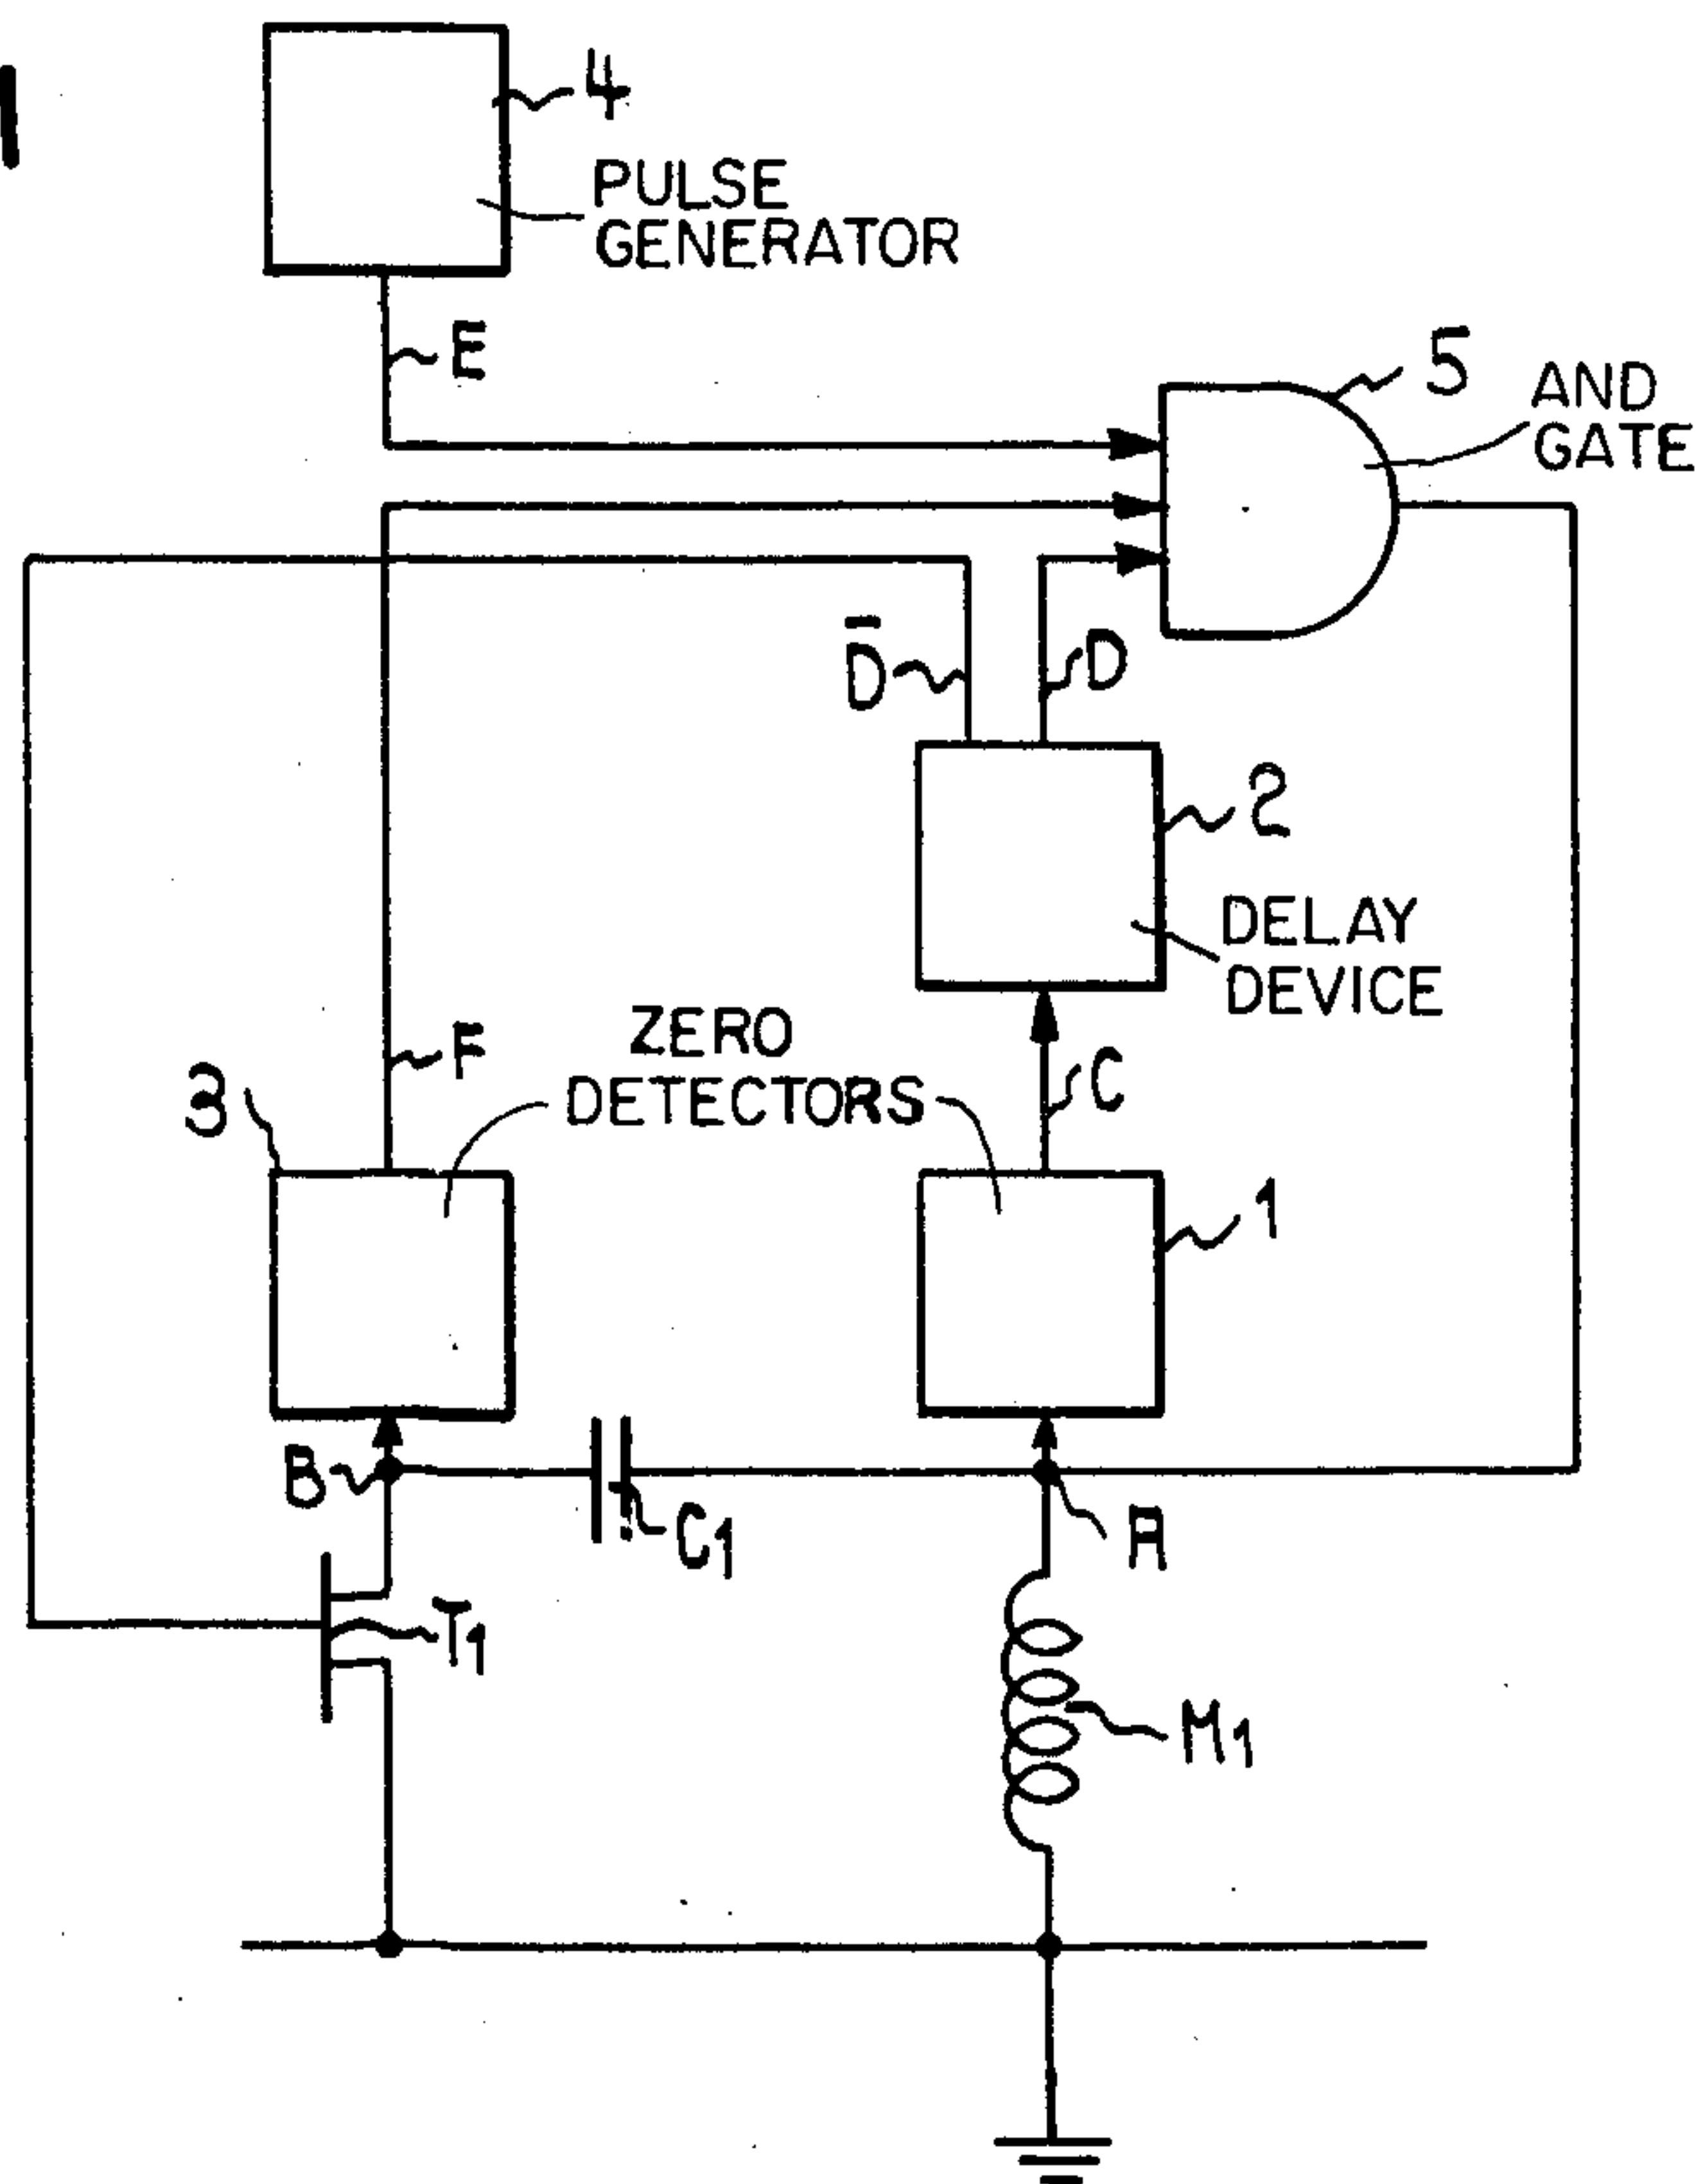 1
4
PULSE
GENERATOR
E
5
AND
GATE
D̄
D
2
DELAY
DEVICE
ZERO
DETECTORS
F
C
3
1
B
C1
A
T1
M1